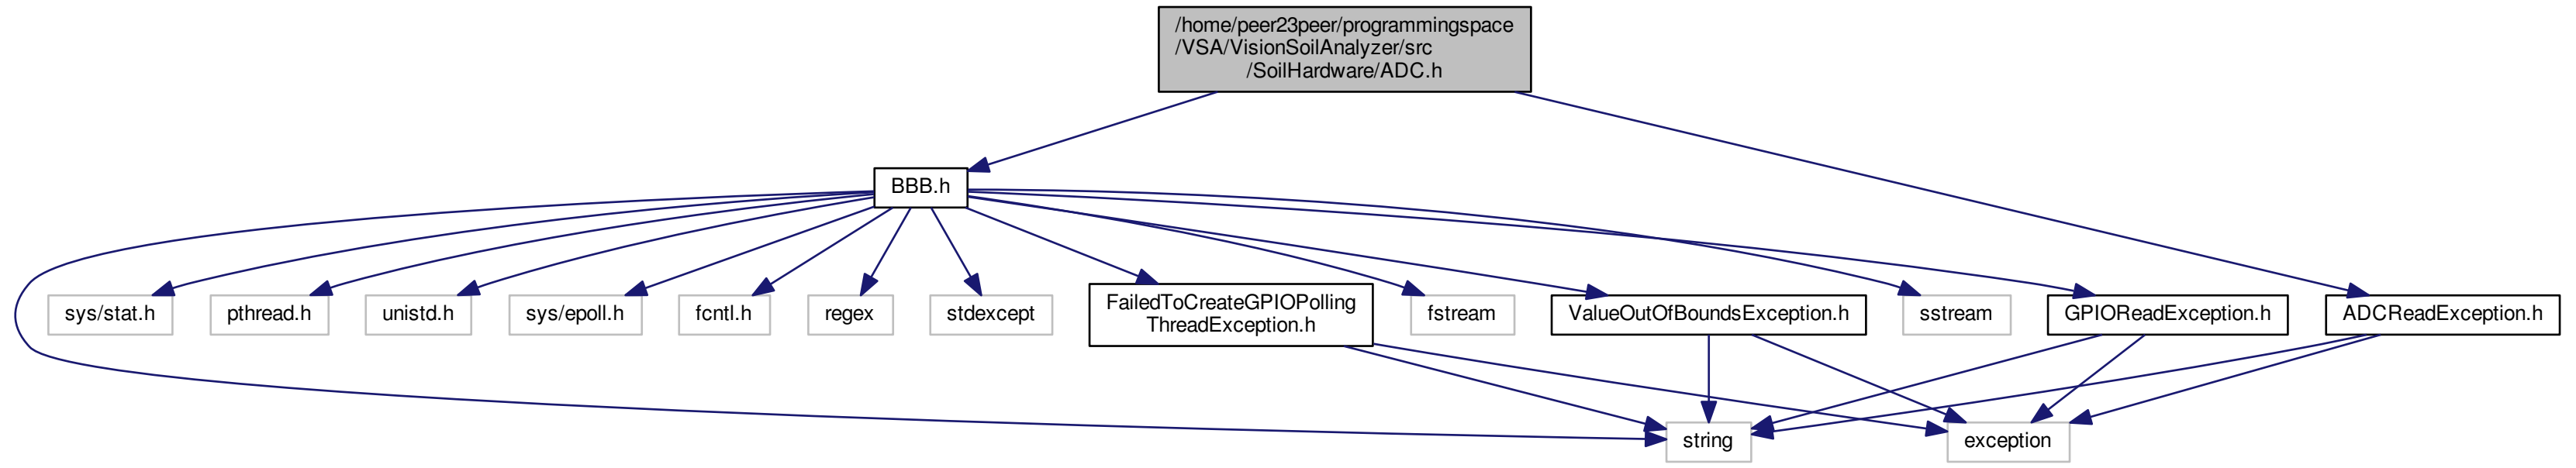 /home/peer23peer/programmingspace
/VSA/VisionSoilAnalyzer/src
/SoilHardware/ADC.h
BBB.h
sys/stat.h
pthread.h
unistd.h
sys/epoll.h
fcntl.h
regex
stdexcept
FailedToCreateGPIOPolling
ThreadException.h
fstream
ValueOutOfBoundsException.h
sstream
GPIOReadException.h
ADCReadException.h
string
exception